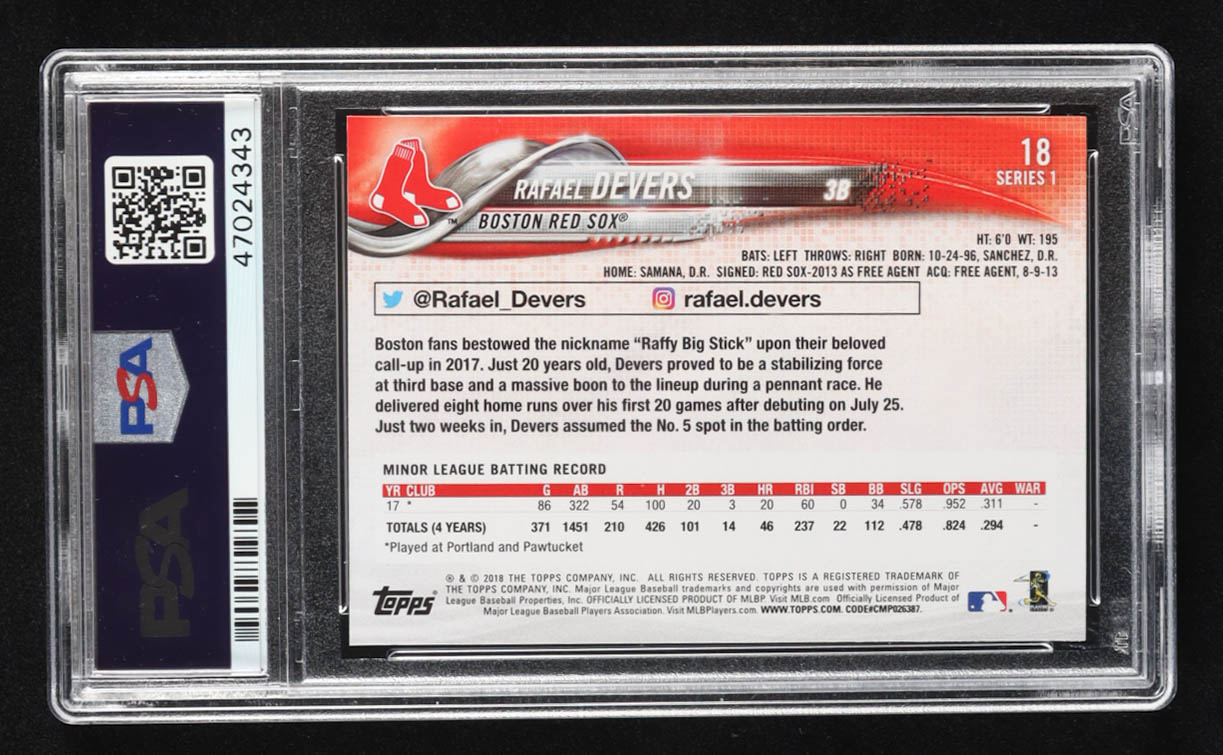 47024343
PSA
PSA
PSA
18
SERIES 1
RAFAEL DEVERS 3B
BOSTON RED SOX®
TM
HT: 6'0 WT: 195
BATS: LEFT THROWS: RIGHT BORN: 10-24-96, SANCHEZ, D.R.
HOME: SAMANA, D.R. SIGNED: RED SOX-2013 AS FREE AGENT ACQ: FREE AGENT, 8-9-13
@Rafael_Devers rafael.devers
Boston fans bestowed the nickname “Raffy Big Stick” upon their beloved
call-up in 2017. Just 20 years old, Devers proved to be a stabilizing force
at third base and a massive boon to the lineup during a pennant race. He
delivered eight home runs over his first 20 games after debuting on July 25.
Just two weeks in, Devers assumed the No. 5 spot in the batting order.
MINOR LEAGUE BATTING RECORD
YR CLUB G AB R H 2B 3B HR RBI SB BB SLG OPS AVG WAR
17 * 86 322 54 100 20 3 20 60 0 34 .578 .952 .311 -
TOTALS (4 YEARS) 371 1451 210 426 101 14 46 237 22 112 .478 .824 .294 -
*Played at Portland and Pawtucket
® & © 2018 THE TOPPS COMPANY, INC. ALL RIGHTS RESERVED. TOPPS IS A REGISTERED TRADEMARK OF
THE TOPPS COMPANY, INC. Major League Baseball trademarks and copyrights are used with permission of Major
League Baseball Properties, Inc. OFFICIALLY LICENSED PRODUCT OF MLBP. Visit MLB.com Officially Licensed Product of
Major League Baseball Players Association. Visit MLBPlayers.com. WWW.TOPPS.COM. CODE#CMP026387.
TOPPS®